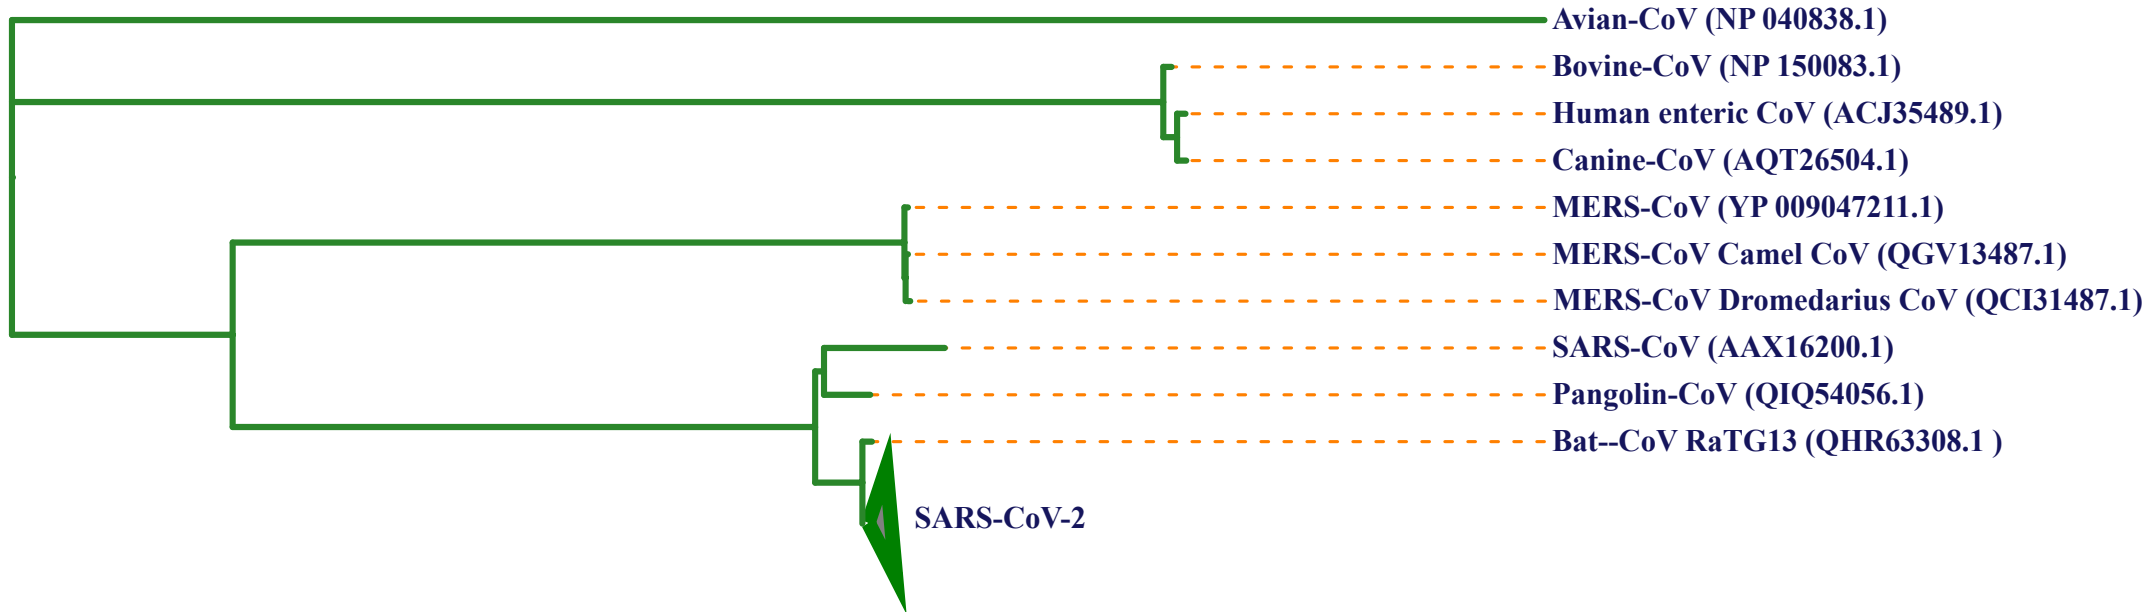 Avian-CoV (NP 040838.1)
Bovine-CoV (NP 150083.1)
Human enteric CoV (ACJ35489.1)
Canine-CoV (AQT26504.1)
MERS-CoV (YP 009047211.1)
MERS-CoV Camel CoV (QGV13487.1)
MERS-CoV Dromedarius CoV (QCI31487.1)
SARS-CoV (AAX16200.1)
Pangolin-CoV (QIQ54056.1)
Bat--CoV RaTG13 (QHR63308.1 )
SARS-CoV-2